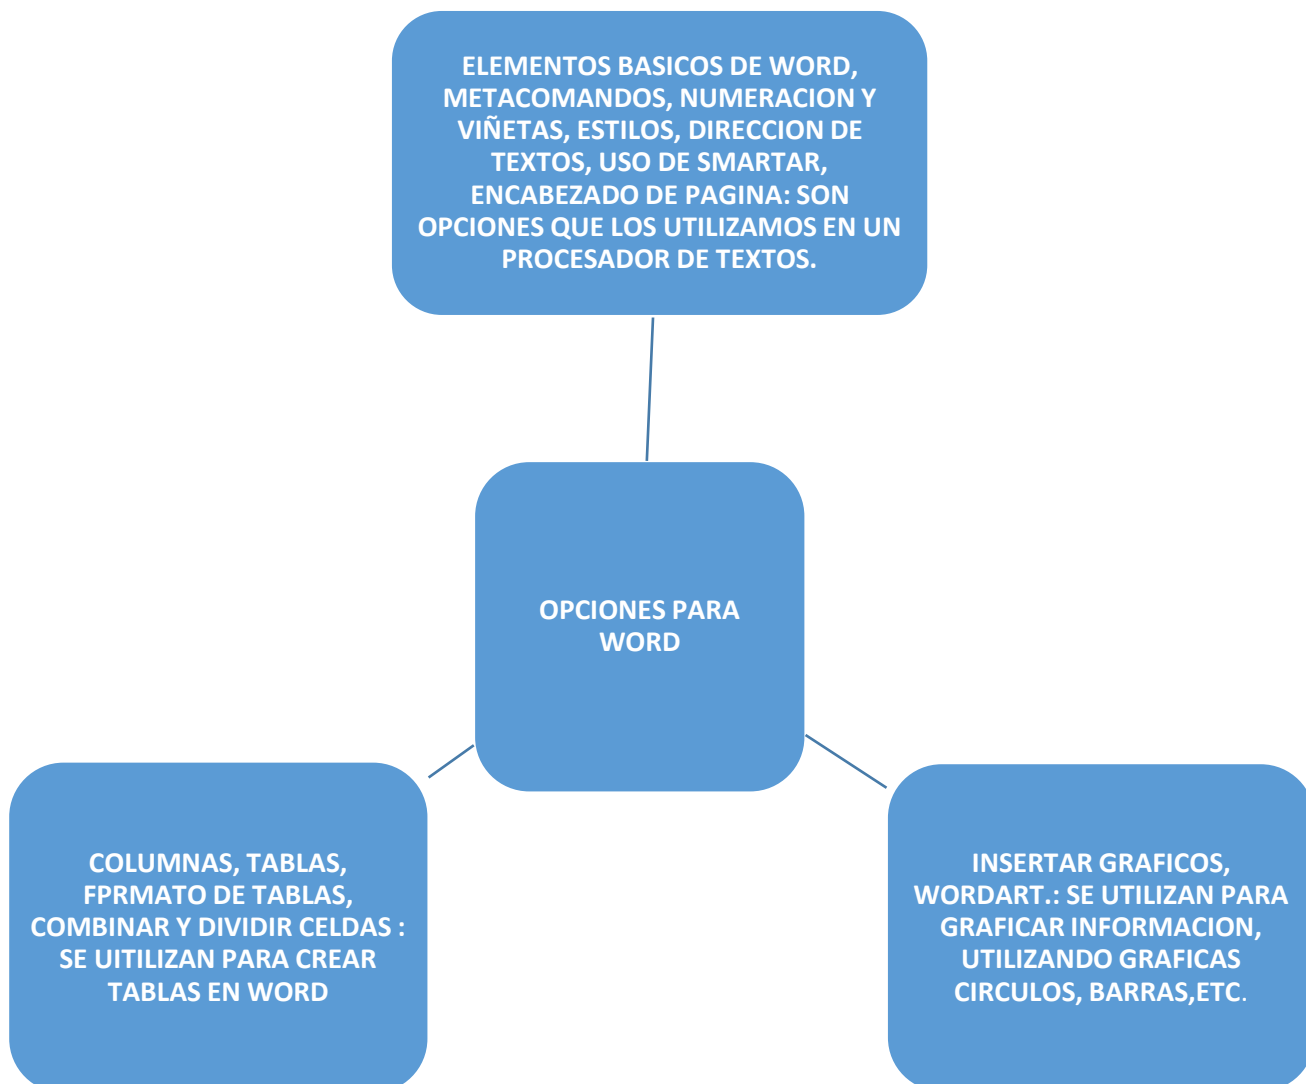 ELEMENTOS BASICOS DE WORD,
METACOMANDOS, NUMERACION Y
VIÑETAS, ESTILOS, DIRECCION DE
TEXTOS, USO DE SMARTAR,
ENCABEZADO DE PAGINA: SON
OPCIONES QUE LOS UTILIZAMOS EN UN
PROCESADOR DE TEXTOS.
OPCIONES PARA
WORD
COLUMNAS, TABLAS,
FPRMATO DE TABLAS,
COMBINAR Y DIVIDIR CELDAS :
SE UITILIZAN PARA CREAR
TABLAS EN WORD
INSERTAR GRAFICOS,
WORDART.: SE UTILIZAN PARA
GRAFICAR INFORMACION,
UTILIZANDO GRAFICAS
CIRCULOS, BARRAS,ETC.